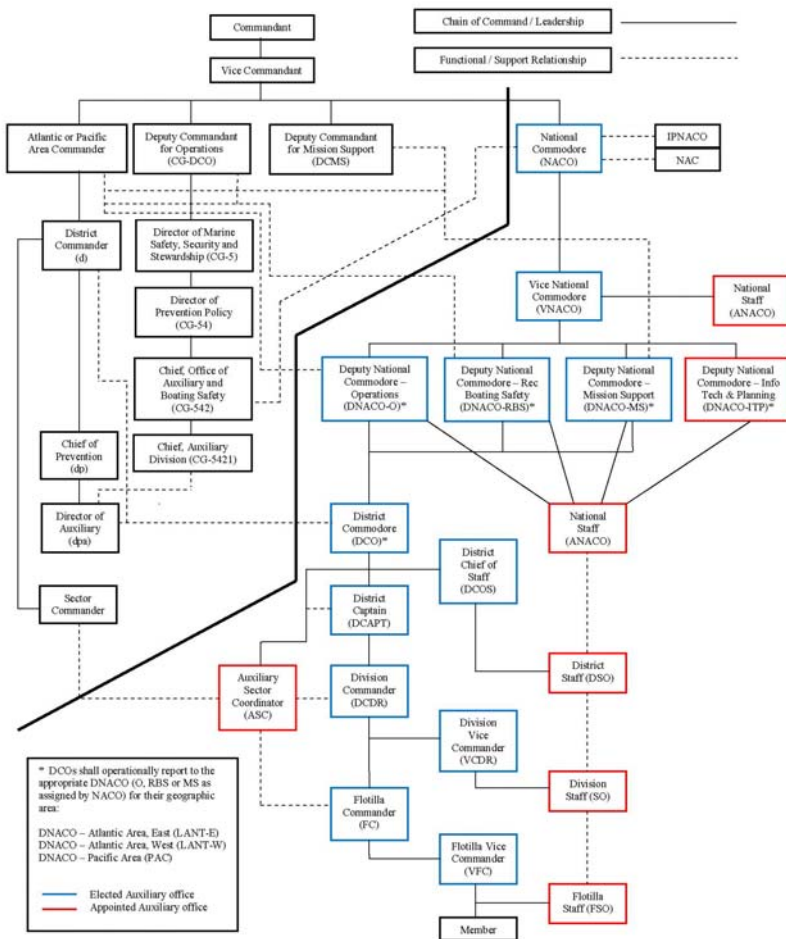 Commandant
Chain of Command / Leadership
Vice Commandant
Functional / Support Relationship
Atlantic or Pacific
Area Commander
Deputy Commandant
for Operations
(CG-DCO)
Deputy Commandant
for Mission Support
(DCMS)
National
Commodore
(NACO)
IPNACO
NAC
District
Commander
(d)
Director of Marine
Safety, Security and
Stewardship (CG-5)
Director of
Prevention Policy
(CG-54)
Vice National
Commodore
(VNACO)
National
Staff
(ANACO)
Chief, Office of
Auxiliary and
Boating Safety
(CG-542)
Deputy National
Commodore –
Operations
(DNACO-O)*
Deputy National
Commodore – Rec
Boating Safety
(DNACO-RBS)*
Deputy National
Commodore –
Mission Support
(DNACO-MS)*
Deputy National
Commodore – Info
Tech & Planning
(DNACO-ITP)*
Chief of
Prevention
(dp)
Chief, Auxiliary
Division (CG-5421)
Director of
Auxiliary
(dpa)
District
Commodore
(DCO)*
National
Staff
(ANACO)
District
Chief of
Staff
(DCOS)
Sector
Commander
District
Captain
(DCAPT)
Auxiliary
Sector
Coordinator
(ASC)
Division
Commander
(DCDR)
District
Staff (DSO)
Division
Vice
Commander
(VCDR)
Division
Staff (SO)
* DCOs shall operationally report to the
appropriate DNACO (O, RBS or MS as
assigned by NACO) for their geographic
area:
DNACO – Atlantic Area, East (LANT-E)
DNACO – Atlantic Area, West (LANT-W)
DNACO – Pacific Area (PAC)
Elected Auxiliary office
Appointed Auxiliary office
Flotilla
Commander
(FC)
Flotilla Vice
Commander
(VFC)
Flotilla
Staff (FSO)
Member